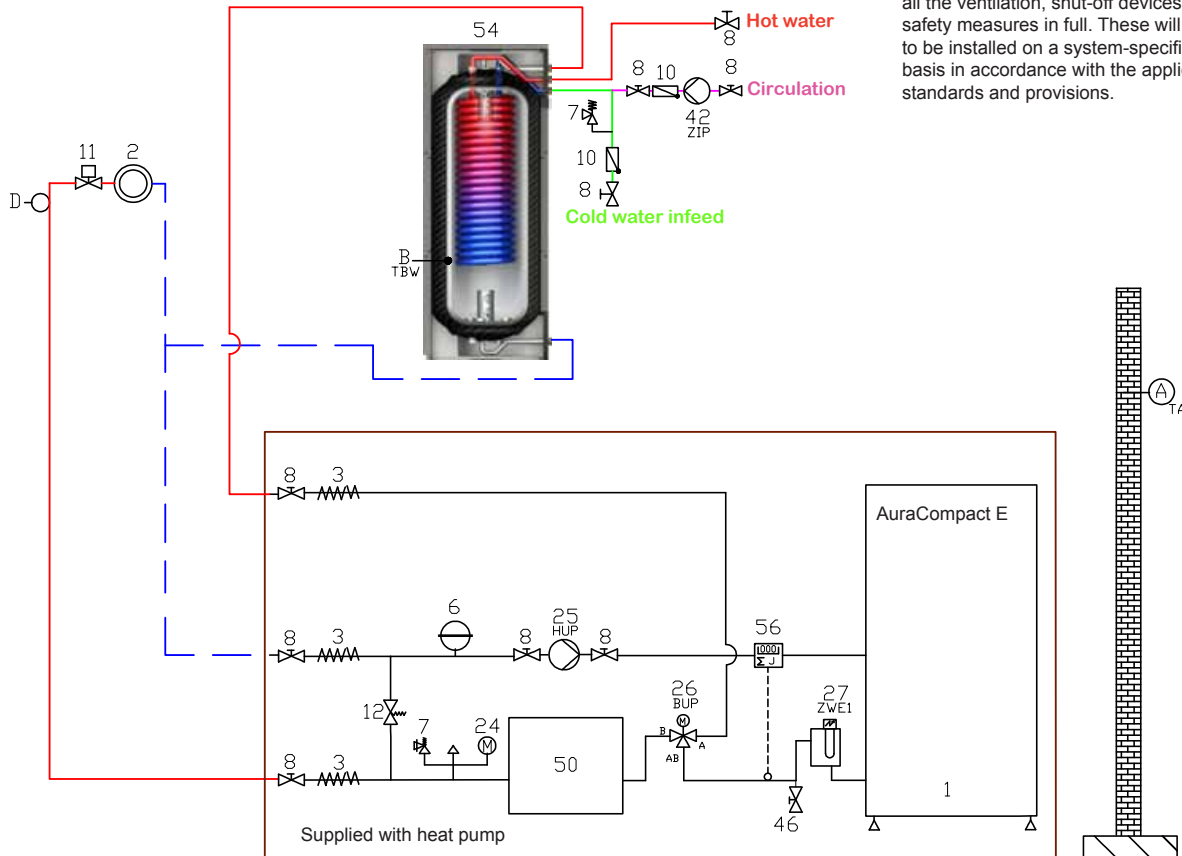 all the ventilation, shut-off devices
safety measures in full. These will
to be installed on a system-specifi
basis in accordance with the applic
standards and provisions.
54
Hot water
8
8
10
8
Circulation
42
ZIP
7
10
8
Cold water infeed
11
2
D
B
TBW
A
TA
8
3
AuraCompact E
6
25
HUP
8
3
8
8
56
000
Σ J
26
BUP
M
B
A
AB
27
ZWE1
12
7
24
M
50
8
3
46
1
Supplied with heat pump